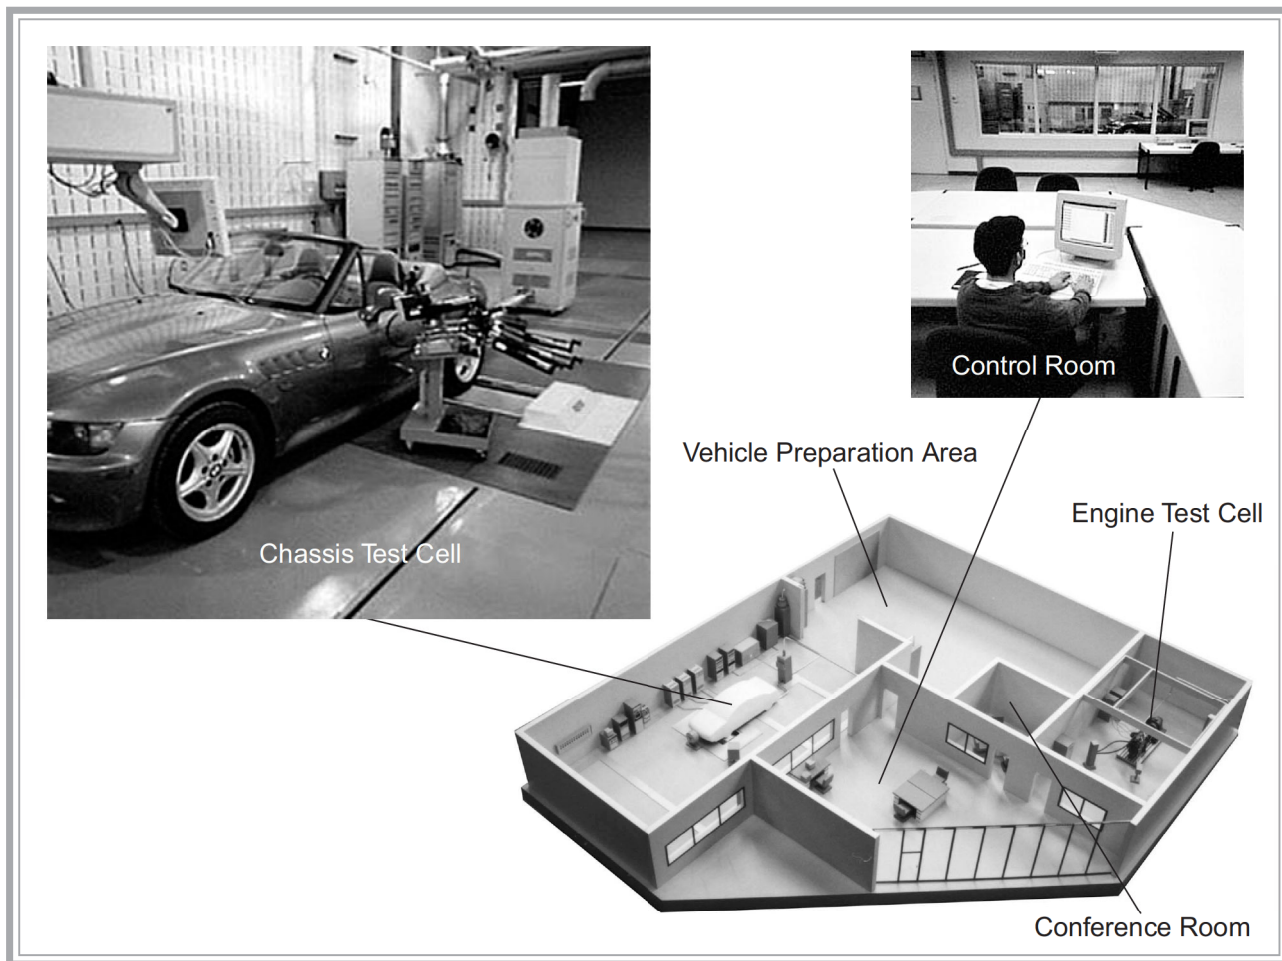 Control Room
Vehicle Preparation Area
Engine Test Cell
Chassis Test Cell
Conference Room